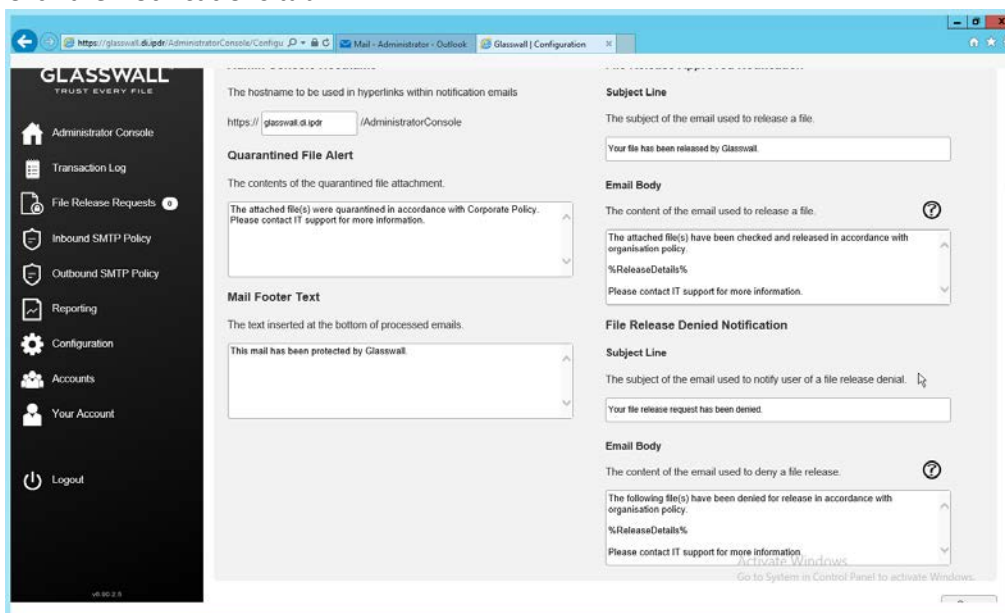 https://glasswall.di.ipdr/AdministratorConsole/Configu
Mail - Administrator - Outlook
Glasswall | Configuration
GLASSWALL
TRUST EVERY FILE
Administrator Console
Transaction Log
File Release Requests 0
Inbound SMTP Policy
Outbound SMTP Policy
Reporting
Configuration
Accounts
Your Account
Logout
v0.90.2.5
The hostname to be used in hyperlinks within notification emails
https:// glasswall.di.ipdr /AdministratorConsole
Quarantined File Alert
The contents of the quarantined file attachment.
The attached file(s) were quarantined in accordance with Corporate Policy.
Please contact IT support for more information.
Mail Footer Text
The text inserted at the bottom of processed emails.
This mail has been protected by Glasswall.
Subject Line
The subject of the email used to release a file.
Your file has been released by Glasswall.
Email Body
The content of the email used to release a file.
The attached file(s) have been checked and released in accordance with
organisation policy.
%ReleaseDetails%
Please contact IT support for more information.
File Release Denied Notification
Subject Line
The subject of the email used to notify user of a file release denial.
Your file release request has been denied.
Email Body
The content of the email used to deny a file release.
The following file(s) have been denied for release in accordance with
organisation policy.
%ReleaseDetails%
Please contact IT support for more information.
Activate Windows
Go to System in Control Panel to activate Windows.